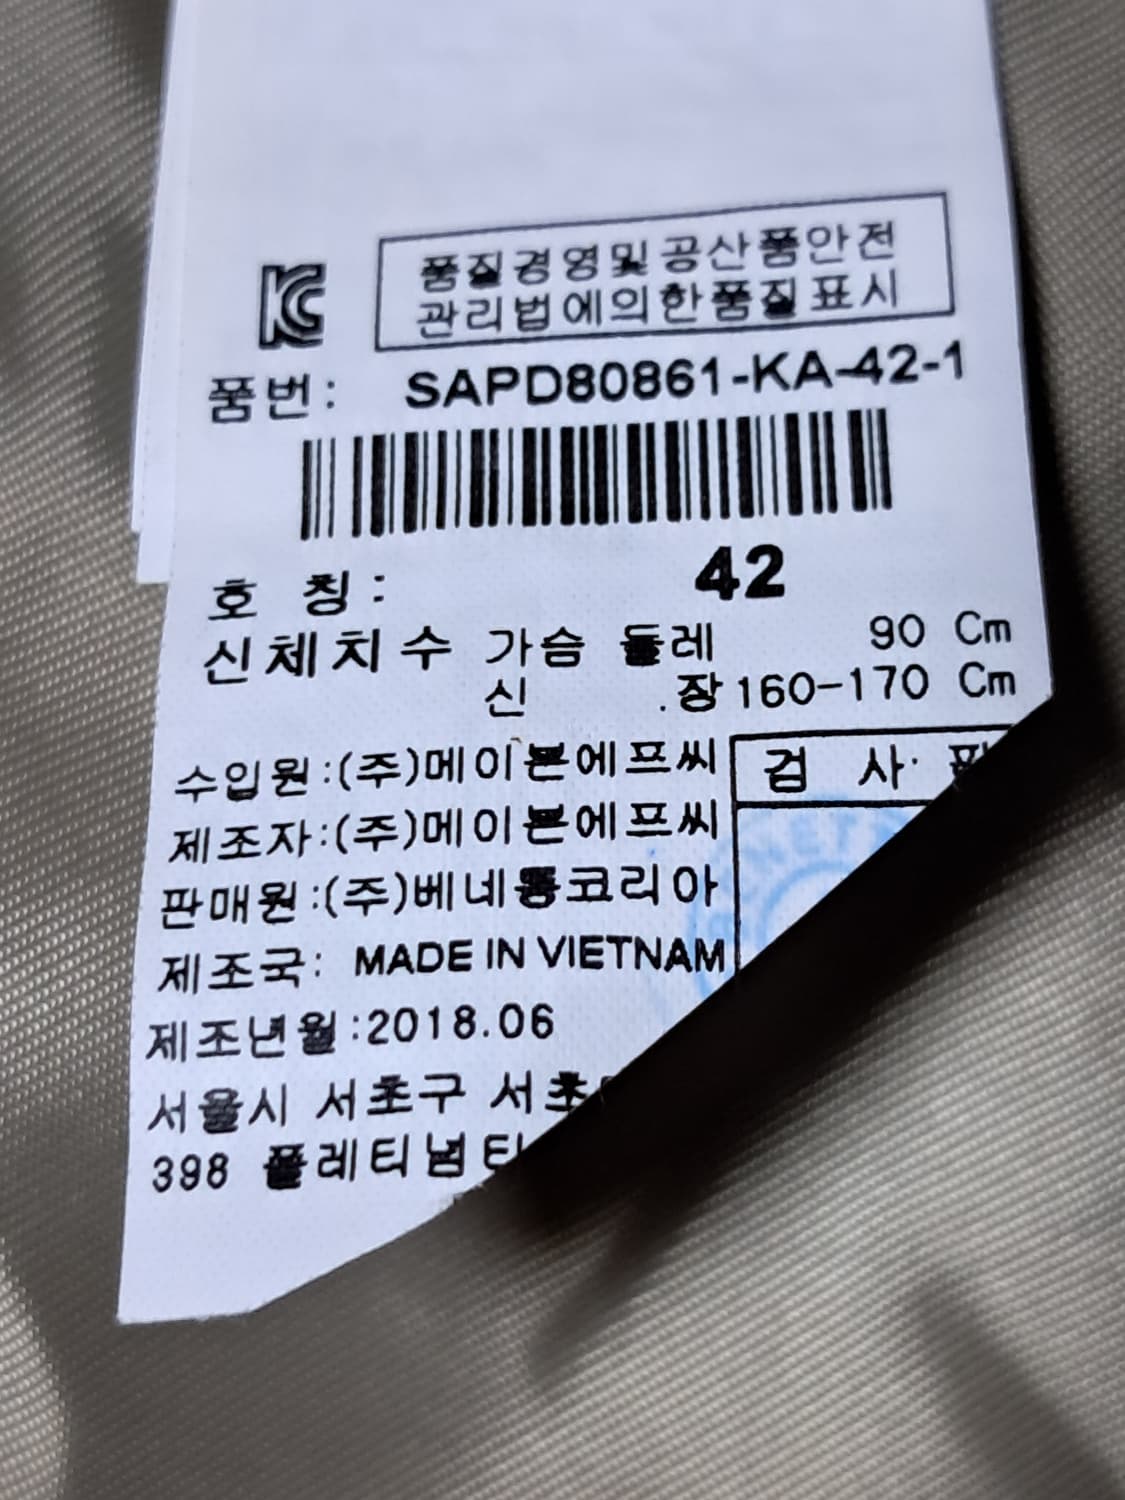 KC
품질경영및공산품안전
관리법에의한품질표시
품번: SAPD80861-KA-42-1
호 칭: 42
신체치수 가슴 둘레 90 Cm
신 장 160-170 Cm
수입원:(주)메이븐에프씨
제조자:(주)메이븐에프씨
판매원:(주)베네통코리아
검 사
제조국: MADE IN VIETNAM
제조년월:2018.06
서울시 서초구 서초
398 플래티넘